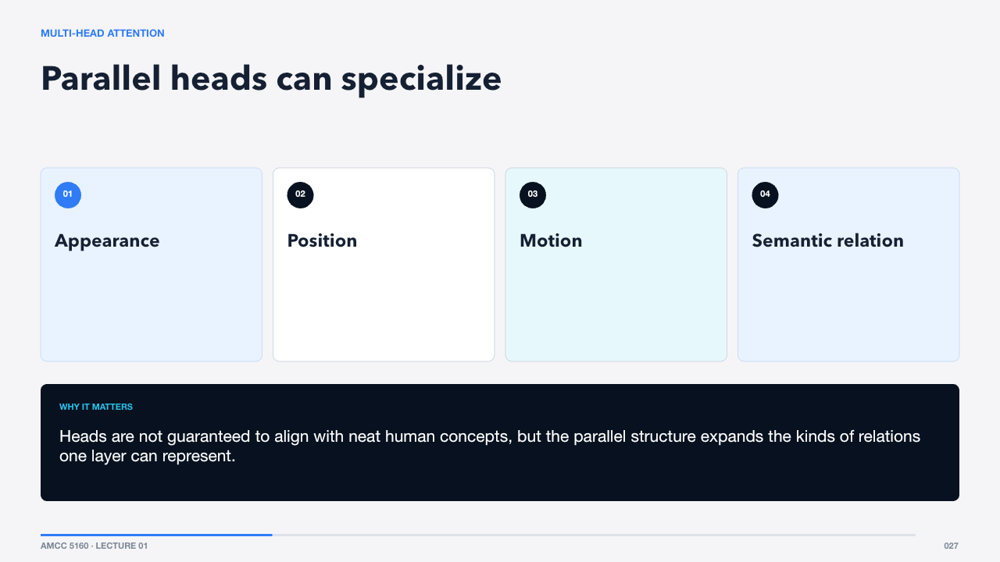 MULTI-HEAD ATTENTION
Parallel heads can specialize
01
02
03
04
Appearance
Position
Motion
Semantic relation
WHY IT MATTERS
Heads are not guaranteed to align with neat human concepts, but the parallel structure expands the kinds of relations
one layer can represent.
AMCC 5160 · LECTURE 01
027